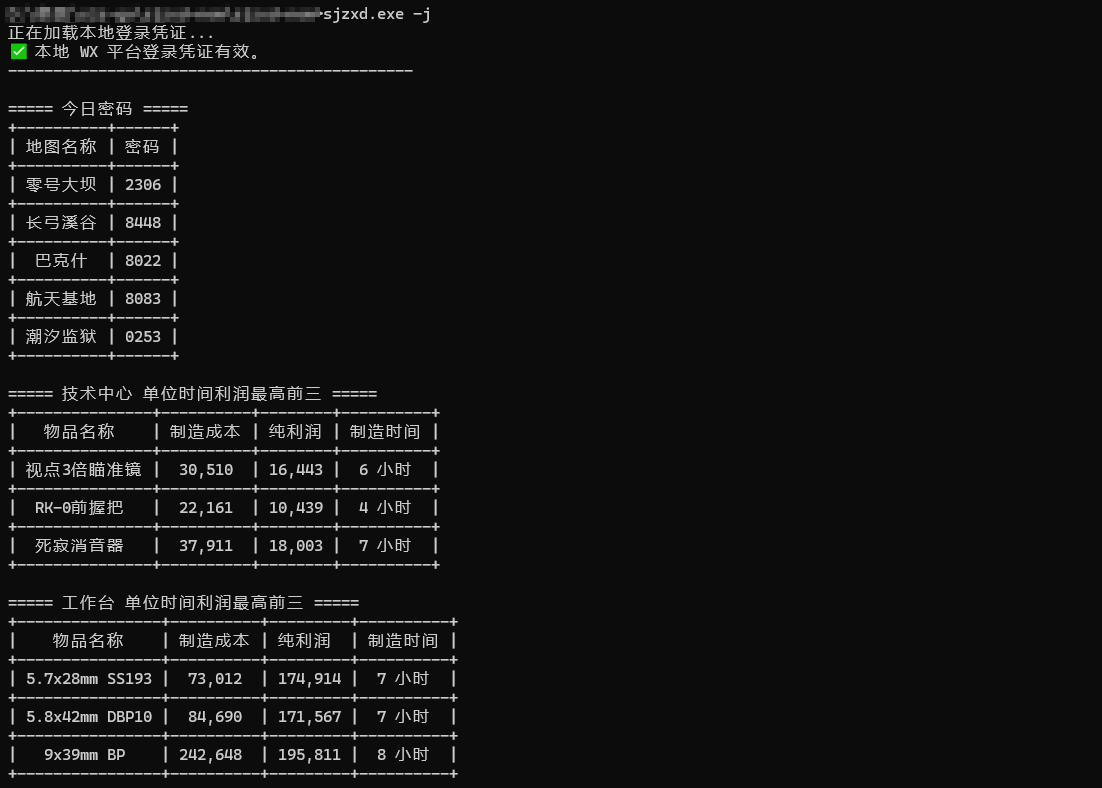 >sjzxd.exe -j
正在加载本地登录凭证...
✅ 本地 WX 平台登录凭证有效。
---------------------------------------------

===== 今日密码 =====
+----------+------+
| 地图名称 | 密码 |
+----------+------+
| 零号大坝 | 2306 |
+----------+------+
| 长弓溪谷 | 8448 |
+----------+------+
|  巴克什  | 8022 |
+----------+------+
| 航天基地 | 8083 |
+----------+------+
| 潮汐监狱 | 0253 |
+----------+------+

===== 技术中心 单位时间利润最高前三 =====
+---------------+----------+--------+----------+
|   物品名称    | 制造成本 | 纯利润 | 制造时间 |
+---------------+----------+--------+----------+
| 视点3倍瞄准镜 |  30,510  | 16,443 |  6 小时  |
+---------------+----------+--------+----------+
|  RK-0前握把   |  22,161  | 10,439 |  4 小时  |
+---------------+----------+--------+----------+
|  死寂消音器   |  37,911  | 18,003 |  7 小时  |
+---------------+----------+--------+----------+

===== 工作台 单位时间利润最高前三 =====
+----------------+----------+---------+----------+
|    物品名称    | 制造成本 | 纯利润  | 制造时间 |
+----------------+----------+---------+----------+
| 5.7x28mm SS193 |  73,012  | 174,914 |  7 小时  |
+----------------+----------+---------+----------+
| 5.8x42mm DBP10 |  84,690  | 171,567 |  7 小时  |
+----------------+----------+---------+----------+
|   9x39mm BP    | 242,648  | 195,811 |  8 小时  |
+----------------+----------+---------+----------+